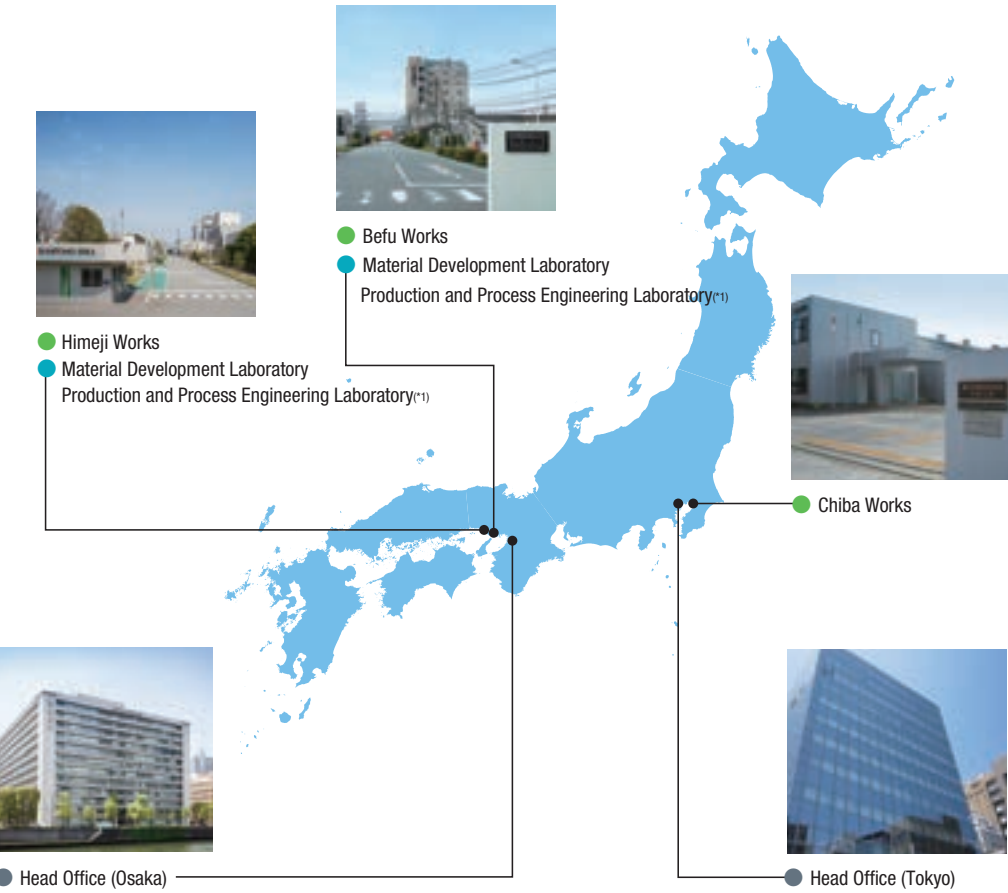 Befu Works
Material Development Laboratory
Production and Process Engineering Laboratory(*1)
Himeji Works
Material Development Laboratory
Production and Process Engineering Laboratory(*1)
Chiba Works
Head Office (Osaka)
Head Office (Tokyo)